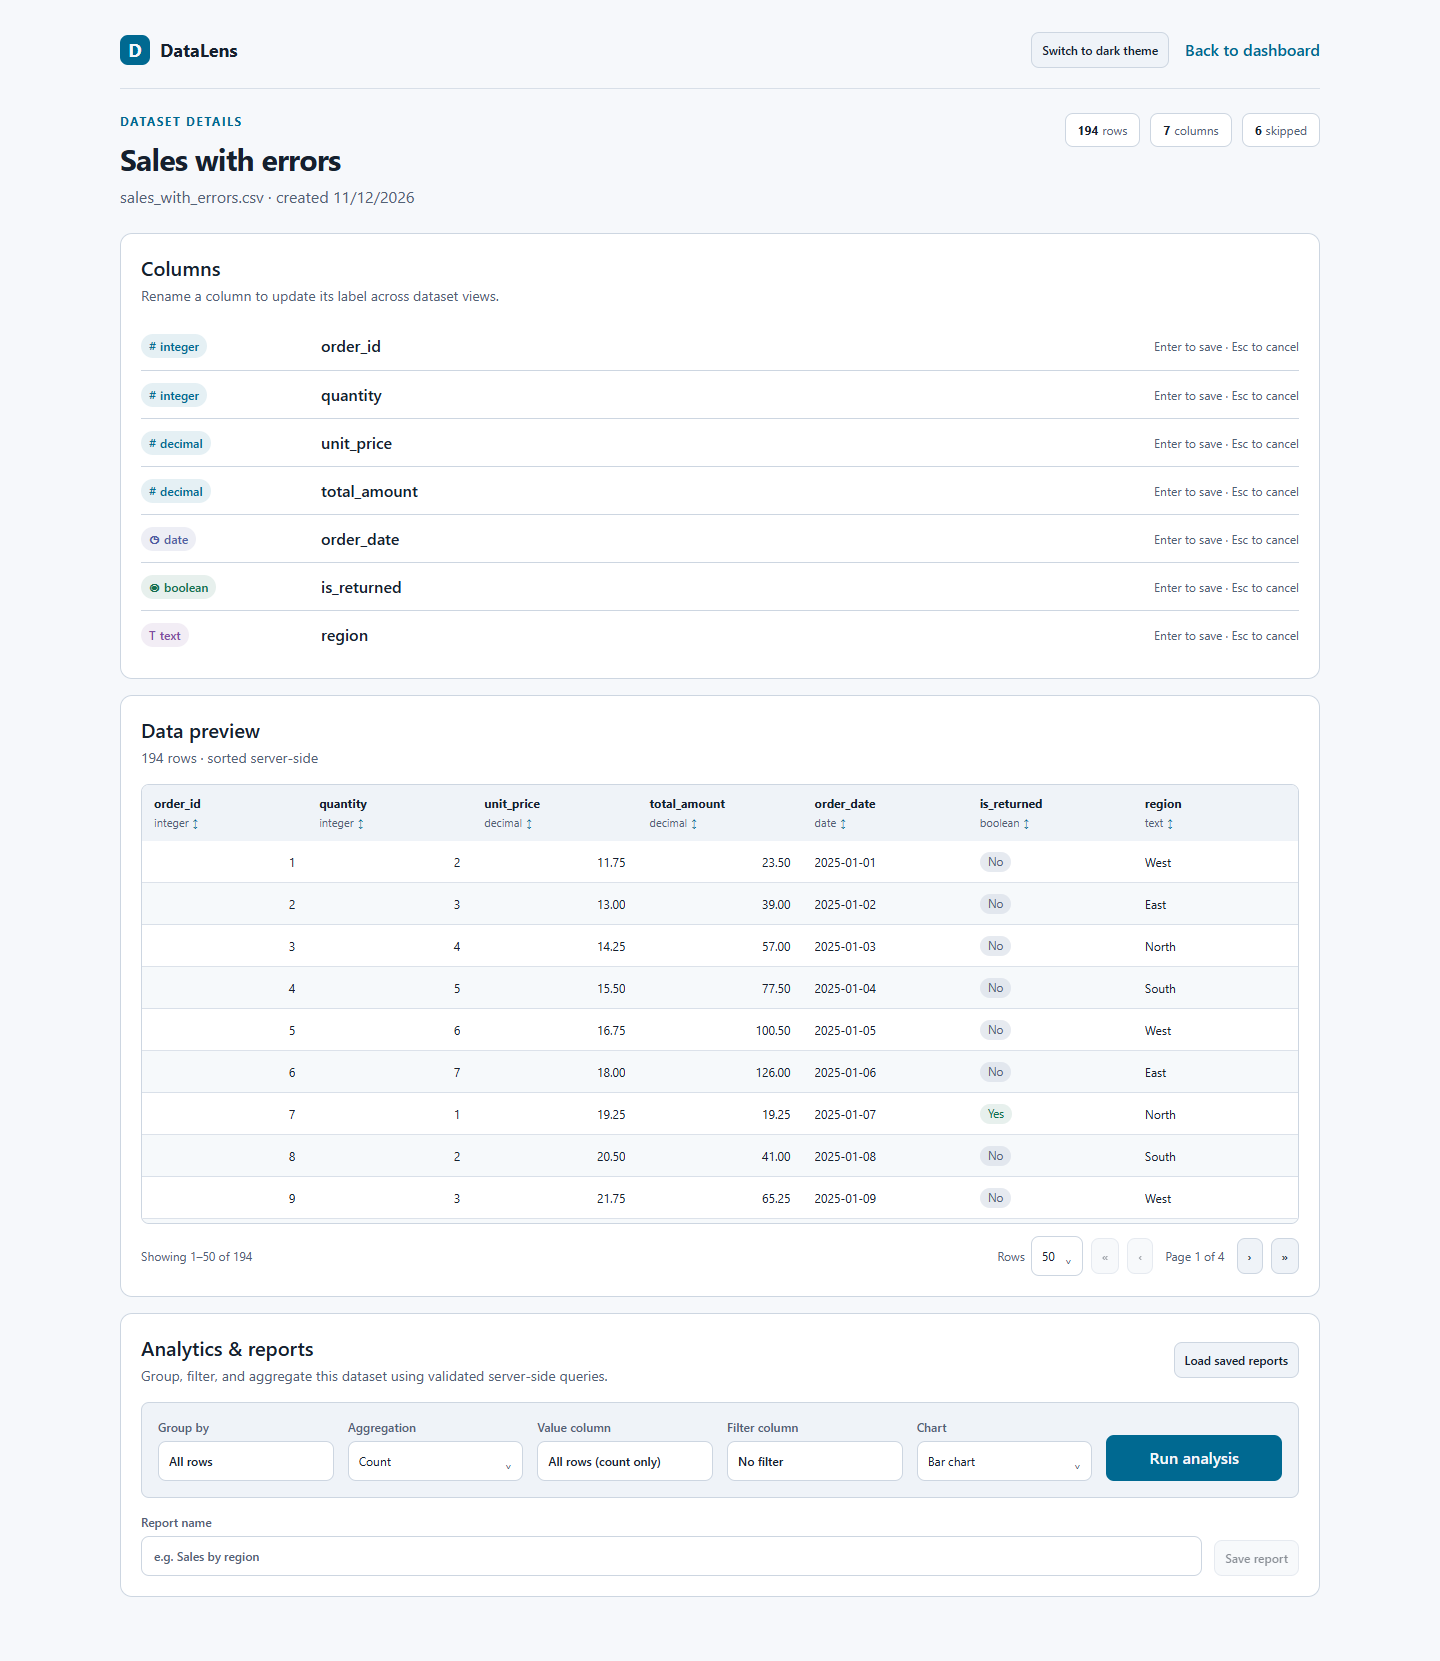 D DataLens
Switch to dark theme
Back to dashboard
DATASET DETAILS
194 rows
7 columns
6 skipped
Sales with errors
sales_with_errors.csv · created 11/12/2026
Columns
Rename a column to update its label across dataset views.
# integer order_id Enter to save · Esc to cancel
# integer quantity Enter to save · Esc to cancel
# decimal unit_price Enter to save · Esc to cancel
# decimal total_amount Enter to save · Esc to cancel
◷ date order_date Enter to save · Esc to cancel
◉ boolean is_returned Enter to save · Esc to cancel
T text region Enter to save · Esc to cancel
Data preview
194 rows · sorted server-side
order_id quantity unit_price total_amount order_date is_returned region
integer ↕ integer ↕ decimal ↕ decimal ↕ date ↕ boolean ↕ text ↕
1 2 11.75 23.50 2025-01-01 No West
2 3 13.00 39.00 2025-01-02 No East
3 4 14.25 57.00 2025-01-03 No North
4 5 15.50 77.50 2025-01-04 No South
5 6 16.75 100.50 2025-01-05 No West
6 7 18.00 126.00 2025-01-06 No East
7 1 19.25 19.25 2025-01-07 Yes North
8 2 20.50 41.00 2025-01-08 No South
9 3 21.75 65.25 2025-01-09 No West
Showing 1–50 of 194
Rows 50 « ‹ Page 1 of 4 › »
Analytics & reports
Group, filter, and aggregate this dataset using validated server-side queries.
Load saved reports
Group by Aggregation Value column Filter column Chart
All rows Count All rows (count only) No filter Bar chart Run analysis
Report name
e.g. Sales by region
Save report